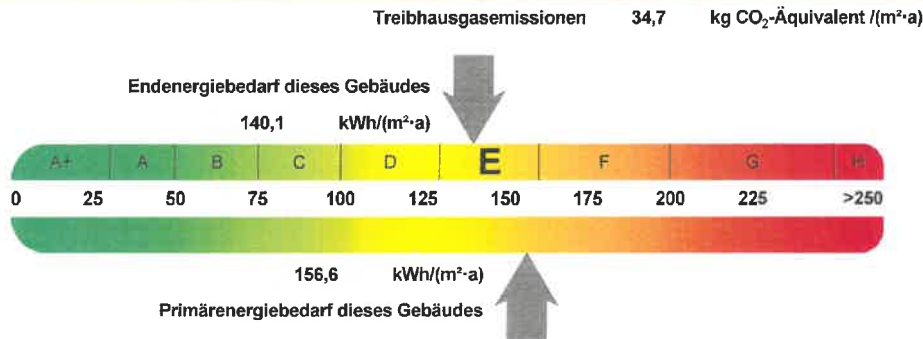 Treibhausgasemissionen 34,7 kg CO₂-Äquivalent /(m²·a)
Endenergiebedarf dieses Gebäudes
140,1 kWh/(m²·a)
A+ A B C D E F G H
0 25 50 75 100 125 150 175 200 225 >250
156,6 kWh/(m²·a)
Primärenergiebedarf dieses Gebäudes